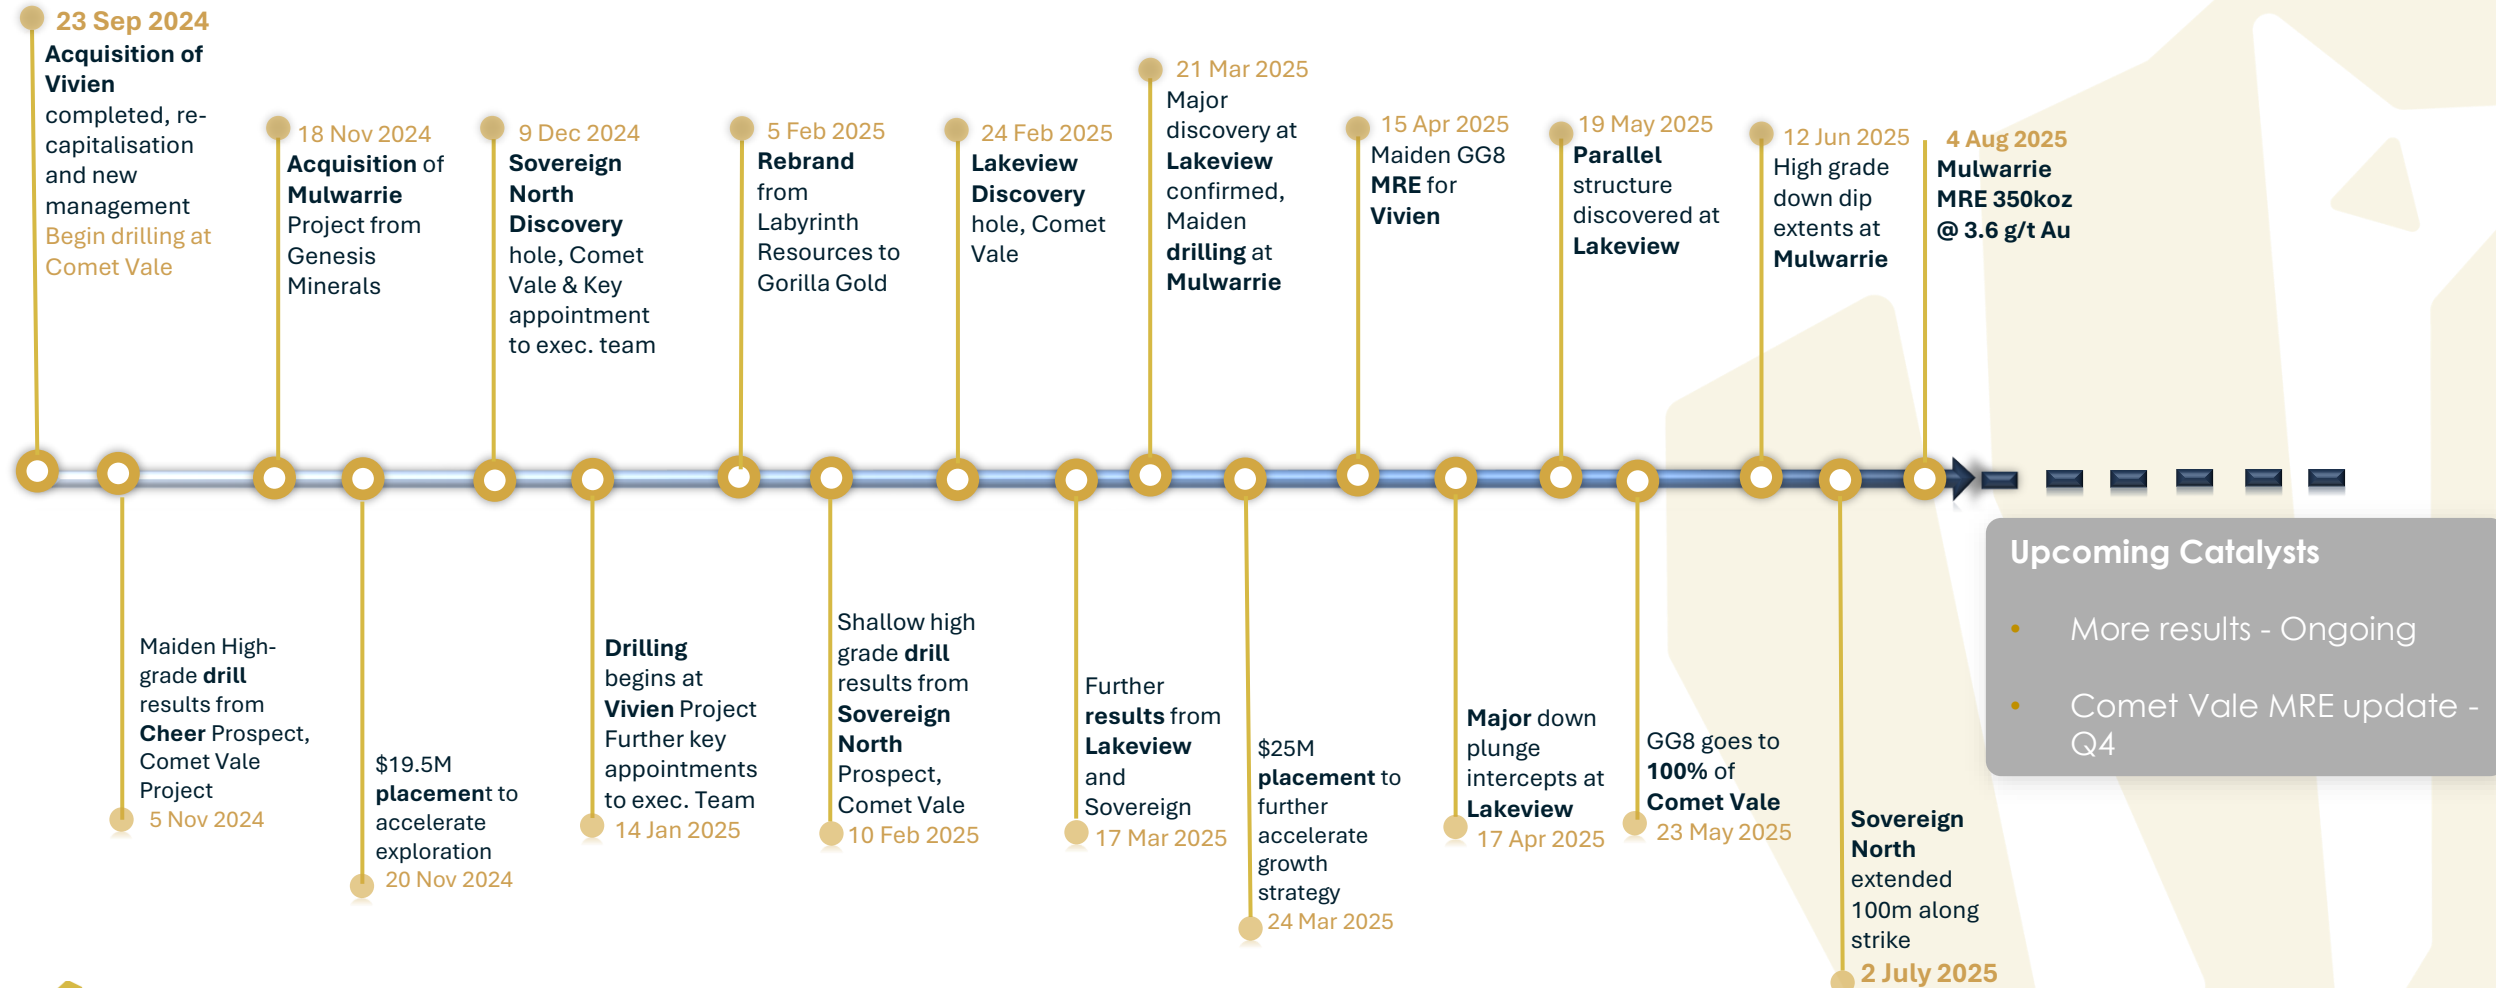 23 Sep 2024
Acquisition of
Vivien
completed, re-
capitalisation
and new
management
Begin drilling at
Comet Vale
Maiden High-
grade drill
results from
Cheer Prospect,
Comet Vale
Project
5 Nov 2024
18 Nov 2024
Acquisition of
Mulwarrie
Project from
Genesis
Minerals
$19.5M
placement to
accelerate
exploration
20 Nov 2024
9 Dec 2024
Sovereign
North
Discovery
hole, Comet
Vale & Key
appointment
to exec. team
Drilling
begins at
Vivien Project
Further key
appointments
to exec. Team
14 Jan 2025
5 Feb 2025
Rebrand
from
Labyrinth
Resources to
Gorilla Gold
Shallow high
grade drill
results from
Sovereign
North
Prospect,
Comet Vale
10 Feb 2025
24 Feb 2025
Lakeview
Discovery
hole, Comet
Vale
Further
results from
Lakeview
and
Sovereign
17 Mar 2025
21 Mar 2025
Major
discovery at
Lakeview
confirmed,
Maiden
drilling at
Mulwarrie
$25M
placement to
further
accelerate
growth
strategy
24 Mar 2025
15 Apr 2025
Maiden GG8
MRE for
Vivien
Major down
plunge
intercepts at
Lakeview
17 Apr 2025
19 May 2025
Parallel
structure
discovered at
Lakeview
GG8 goes to
100% of
Comet Vale
23 May 2025
12 Jun 2025
High grade
down dip
extents at
Mulwarrie
Sovereign
North
extended
100m along
strike
2 July 2025
4 Aug 2025
Mulwarrie
MRE 350koz
@ 3.6 g/t Au
Upcoming Catalysts
• More results - Ongoing
• Comet Vale MRE update -
Q4